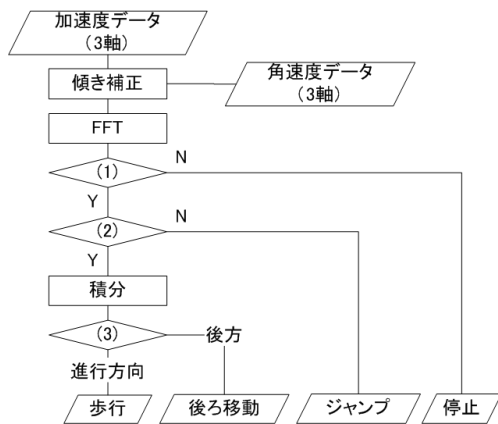 加速度データ
（3軸）
傾き補正
角速度データ
（3軸）
FFT
(1)
N
Y
(2)
N
Y
積分
(3)
後方
進行方向
歩行
後ろ移動
ジャンプ
停止